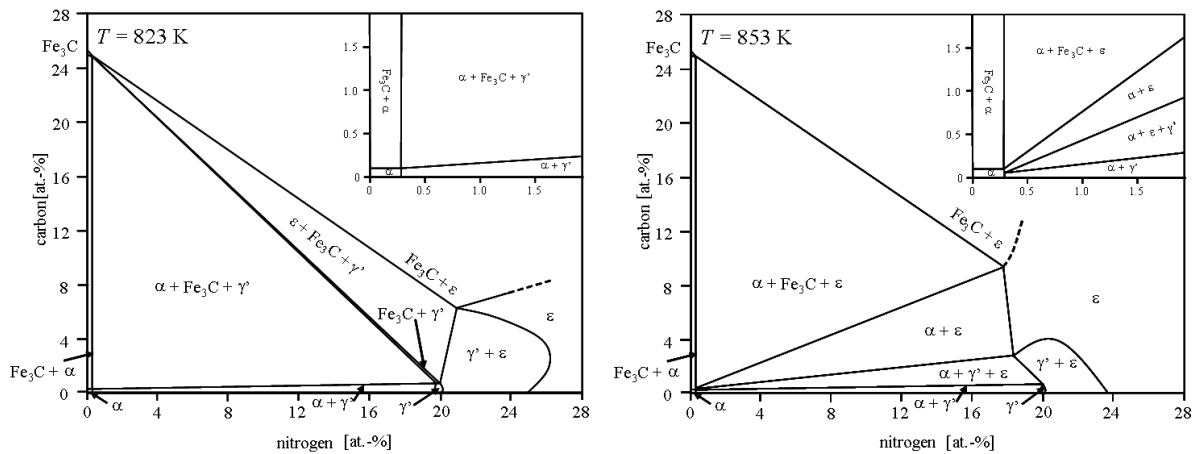 T = 823 K
carbon[at.-%]
28
24
20
16
12
8
4
0
Fe₃C
Fe₃C + α
α + Fe₃C + γ'
ε + Fe₃C + γ'
Fe₃C + ε
Fe₃C + γ'
γ' + ε
ε
α
α + γ'
γ'
0 4 8 12 16 20 24 28
nitrogen [at.-%]
1.5
1.0
0.5
0
0 0.5 1.0 1.5
Fe₃C + α
α + Fe₃C + γ'
α
α + γ'
T = 853 K
carbon [at.-%]
28
24
20
16
12
8
4
0
Fe₃C
Fe₃C + α
α + Fe₃C + ε
Fe₃C + ε
α + ε
ε
γ' + ε
α + γ' + ε
α
α + γ'
γ'
0 4 8 12 16 20 24 28
nitrogen [at.-%]
1.5
1.0
0.5
0
0 0.5 1.0 1.5
Fe₃C + α
α + Fe₃C + ε
α + ε
α + ε + γ'
α
α + γ'